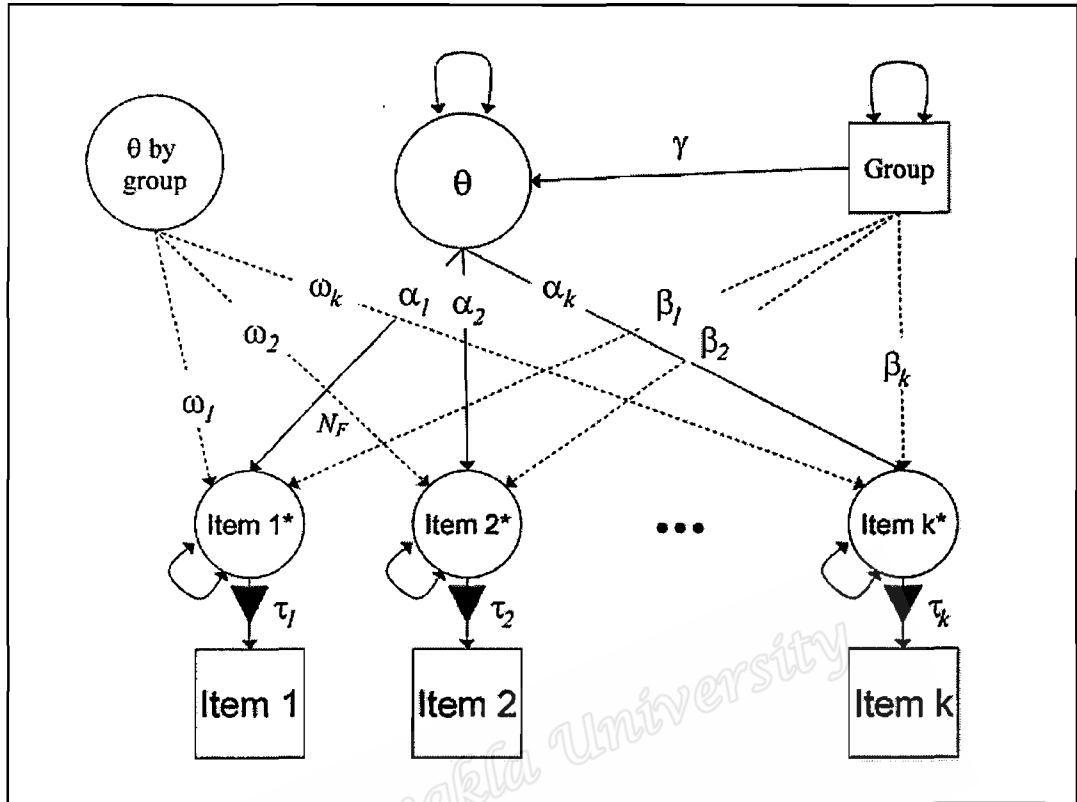 θ by
group
θ
γ
Group
ω_k
α_1
α_2
α_k
β_1
ω_2
β_2
ω_1
β_k
N_F
Item 1*
Item 2*
•••
Item k*
τ_1
τ_2
τ_k
Item 1
Item 2
Item k
University